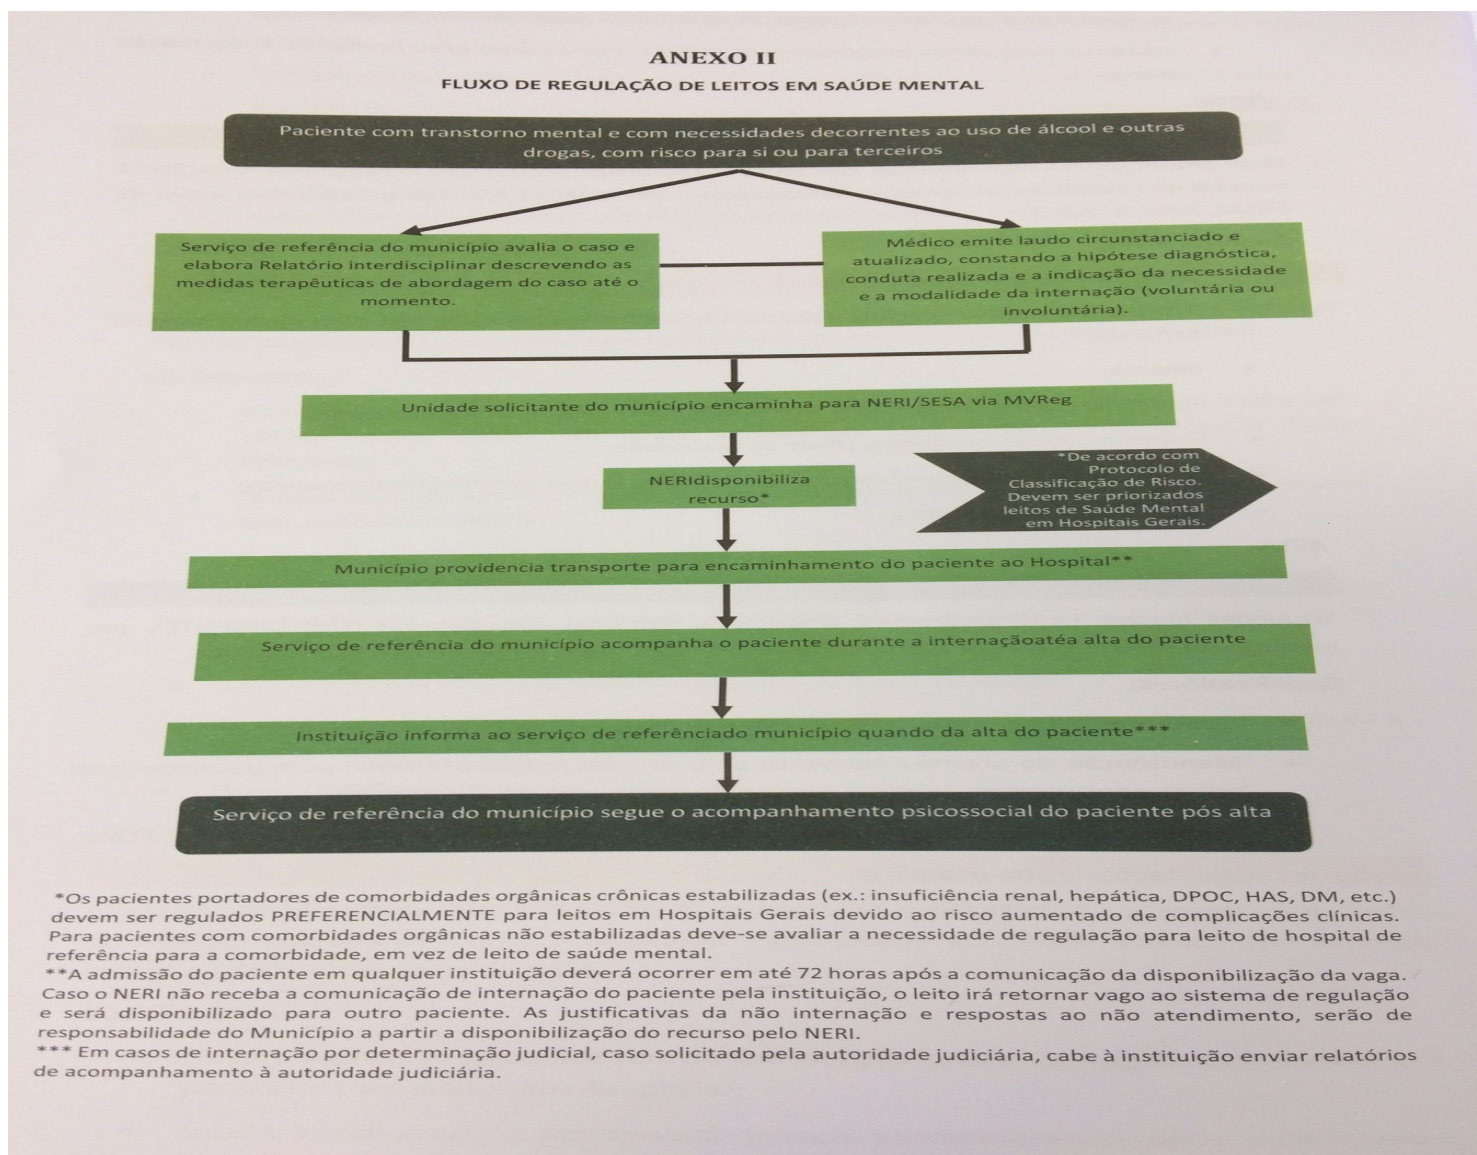 ANEXO II
FLUXO DE REGULAÇÃO DE LEITOS EM SAÚDE MENTAL
Paciente com transtorno mental e com necessidades decorrentes ao uso de álcool e outras
drogas, com risco para si ou para terceiros
Serviço de referência do município avalia o caso e
elabora Relatório interdisciplinar descrevendo as
medidas terapêuticas de abordagem do caso até o
momento.
Médico emite laudo circunstanciado e
atualizado, constando a hipótese diagnóstica,
conduta realizada e a indicação da necessidade
e a modalidade da internação (voluntária ou
involuntária).
Unidade solicitante do município encaminha para NERI/SESA via MVReg
NERIdisponibiliza
recurso*
*De acordo com
Protocolo de
Classificação de Risco.
Devem ser priorizados
leitos de Saúde Mental
em Hospitais Gerais.
Município providencia transporte para encaminhamento do paciente ao Hospital**
Serviço de referência do município acompanha o paciente durante a internaçãoatéa alta do paciente
Instituição informa ao serviço de referênciado município quando da alta do paciente***
Serviço de referência do município segue o acompanhamento psicossocial do paciente pós alta
*Os pacientes portadores de comorbidades orgânicas crônicas estabilizadas (ex.: insuficiência renal, hepática, DPOC, HAS, DM, etc.)
devem ser regulados PREFERENCIALMENTE para leitos em Hospitais Gerais devido ao risco aumentado de complicações clínicas.
Para pacientes com comorbidades orgânicas não estabilizadas deve-se avaliar a necessidade de regulação para leito de hospital de
referência para a comorbidade, em vez de leito de saúde mental.
**A admissão do paciente em qualquer instituição deverá ocorrer em até 72 horas após a comunicação da disponibilização da vaga.
Caso o NERI não receba a comunicação de internação do paciente pela instituição, o leito irá retornar vago ao sistema de regulação
e será disponibilizado para outro paciente. As justificativas da não internação e respostas ao não atendimento, serão de
responsabilidade do Município a partir a disponibilização do recurso pelo NERI.
*** Em casos de internação por determinação judicial, caso solicitado pela autoridade judiciária, cabe à instituição enviar relatórios
de acompanhamento à autoridade judiciária.